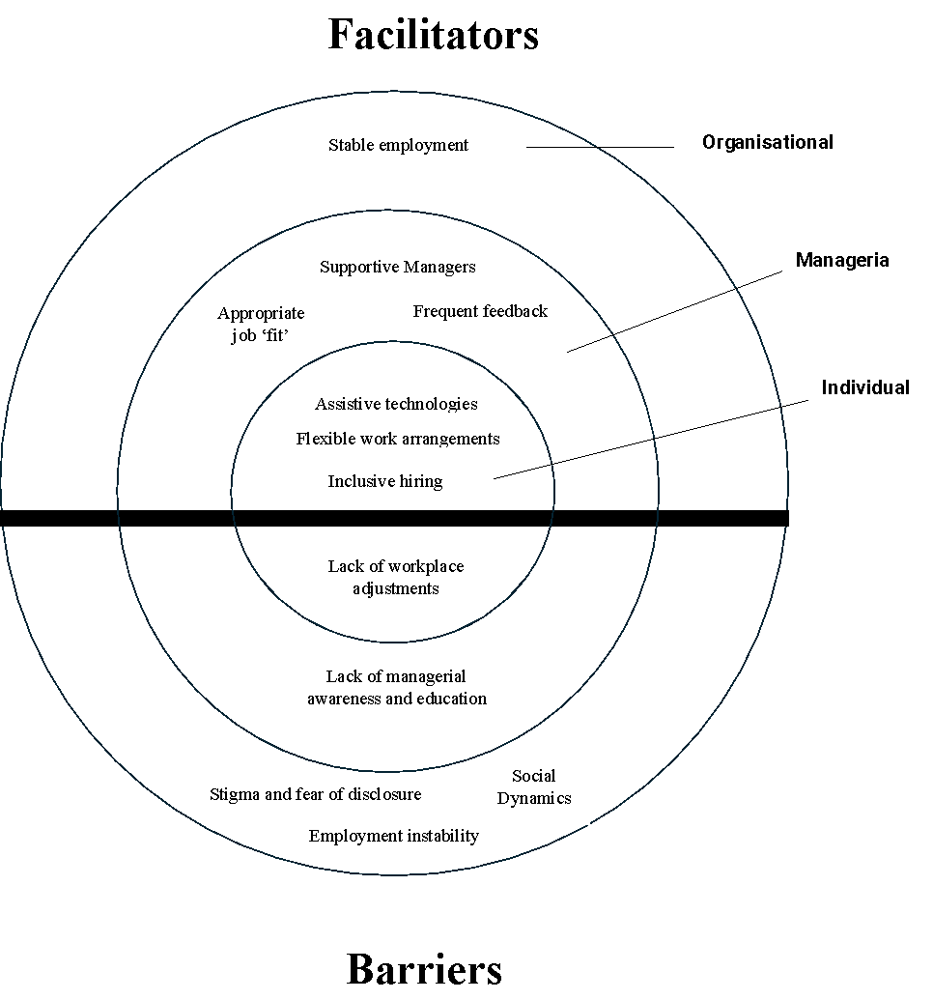 Facilitators
Stable employment
Organisational
Supportive Managers
Manageria
Appropriate
job ‘fit’
Frequent feedback
Individual
Assistive technologies
Flexible work arrangements
Inclusive hiring
Lack of workplace
adjustments
Lack of managerial
awareness and education
Stigma and fear of disclosure
Social
Dynamics
Employment instability
Barriers